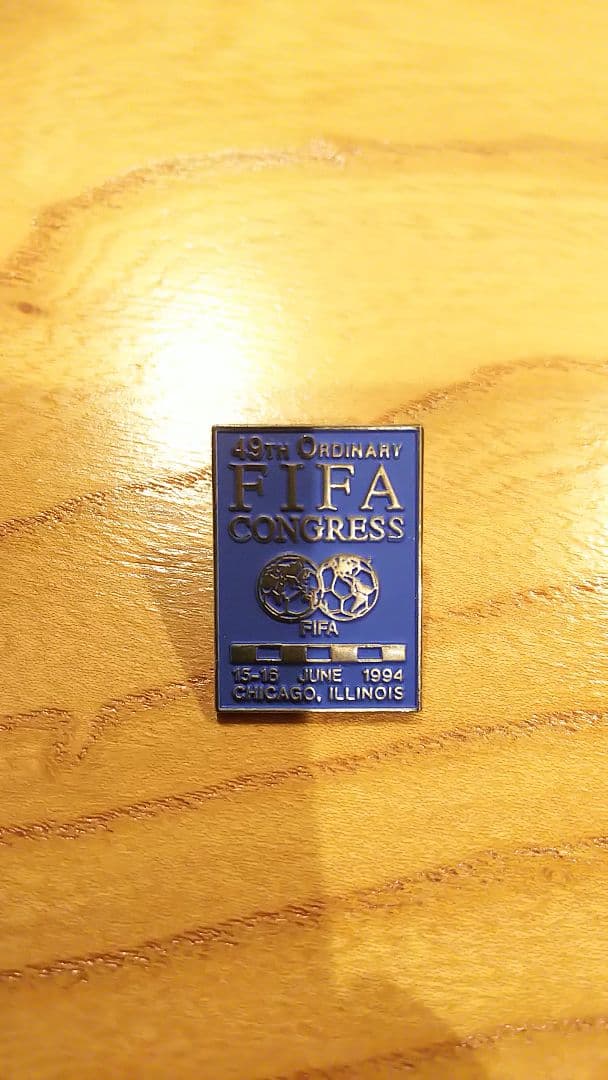 49TH ORDINARY
FIFA
CONGRESS
FIFA
15-16 JUNE 1994
CHICAGO, ILLINOIS